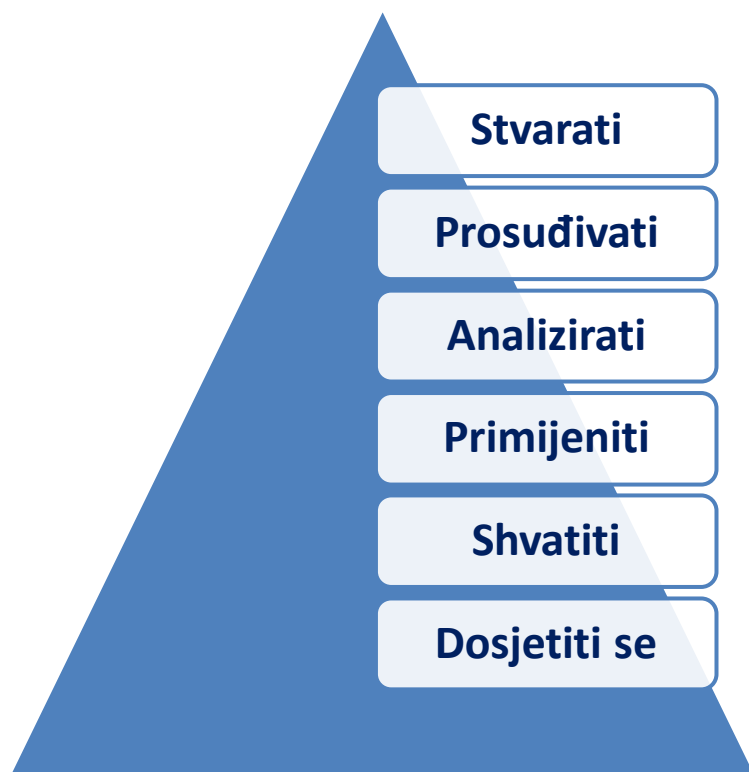 Stvarati
Prosuđivati
Analizirati
Primijeniti
Shvatiti
Dosjetiti se